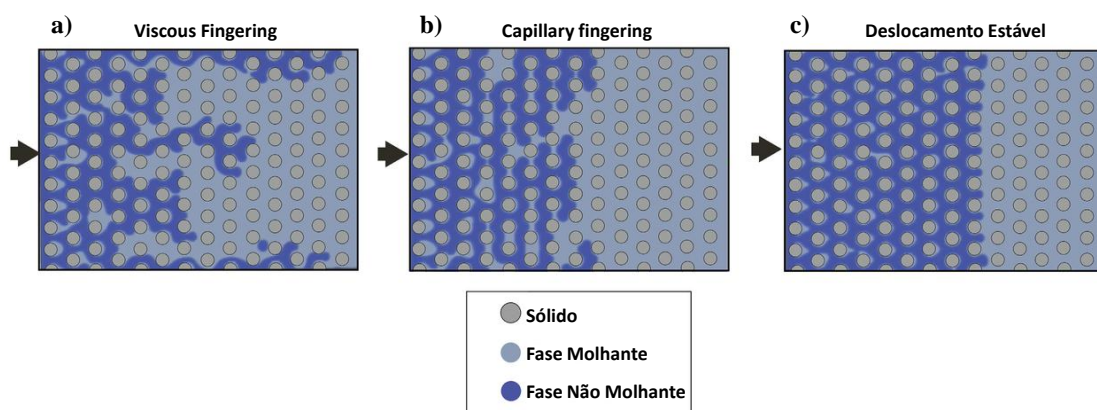 a) Viscous Fingering
b) Capillary fingering
c) Deslocamento Estável
Sólido
Fase Molhante
Fase Não Molhante